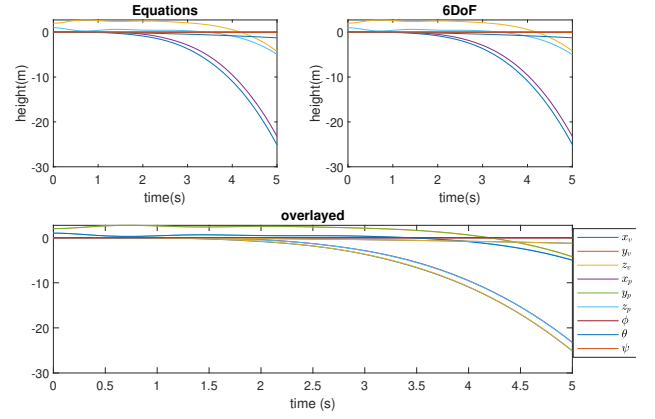 Equations
6DoF
height(m)
0
-10
-20
-30
0 1 2 3 4 5
time(s)
height(m)
0
-10
-20
-30
0 1 2 3 4 5
time(s)
overlayed
0
-10
-20
-30
0 0.5 1 1.5 2 2.5 3 3.5 4 4.5 5
time (s)
x_v
y_v
z_v
x_p
y_p
z_p
ϕ
θ
ψ